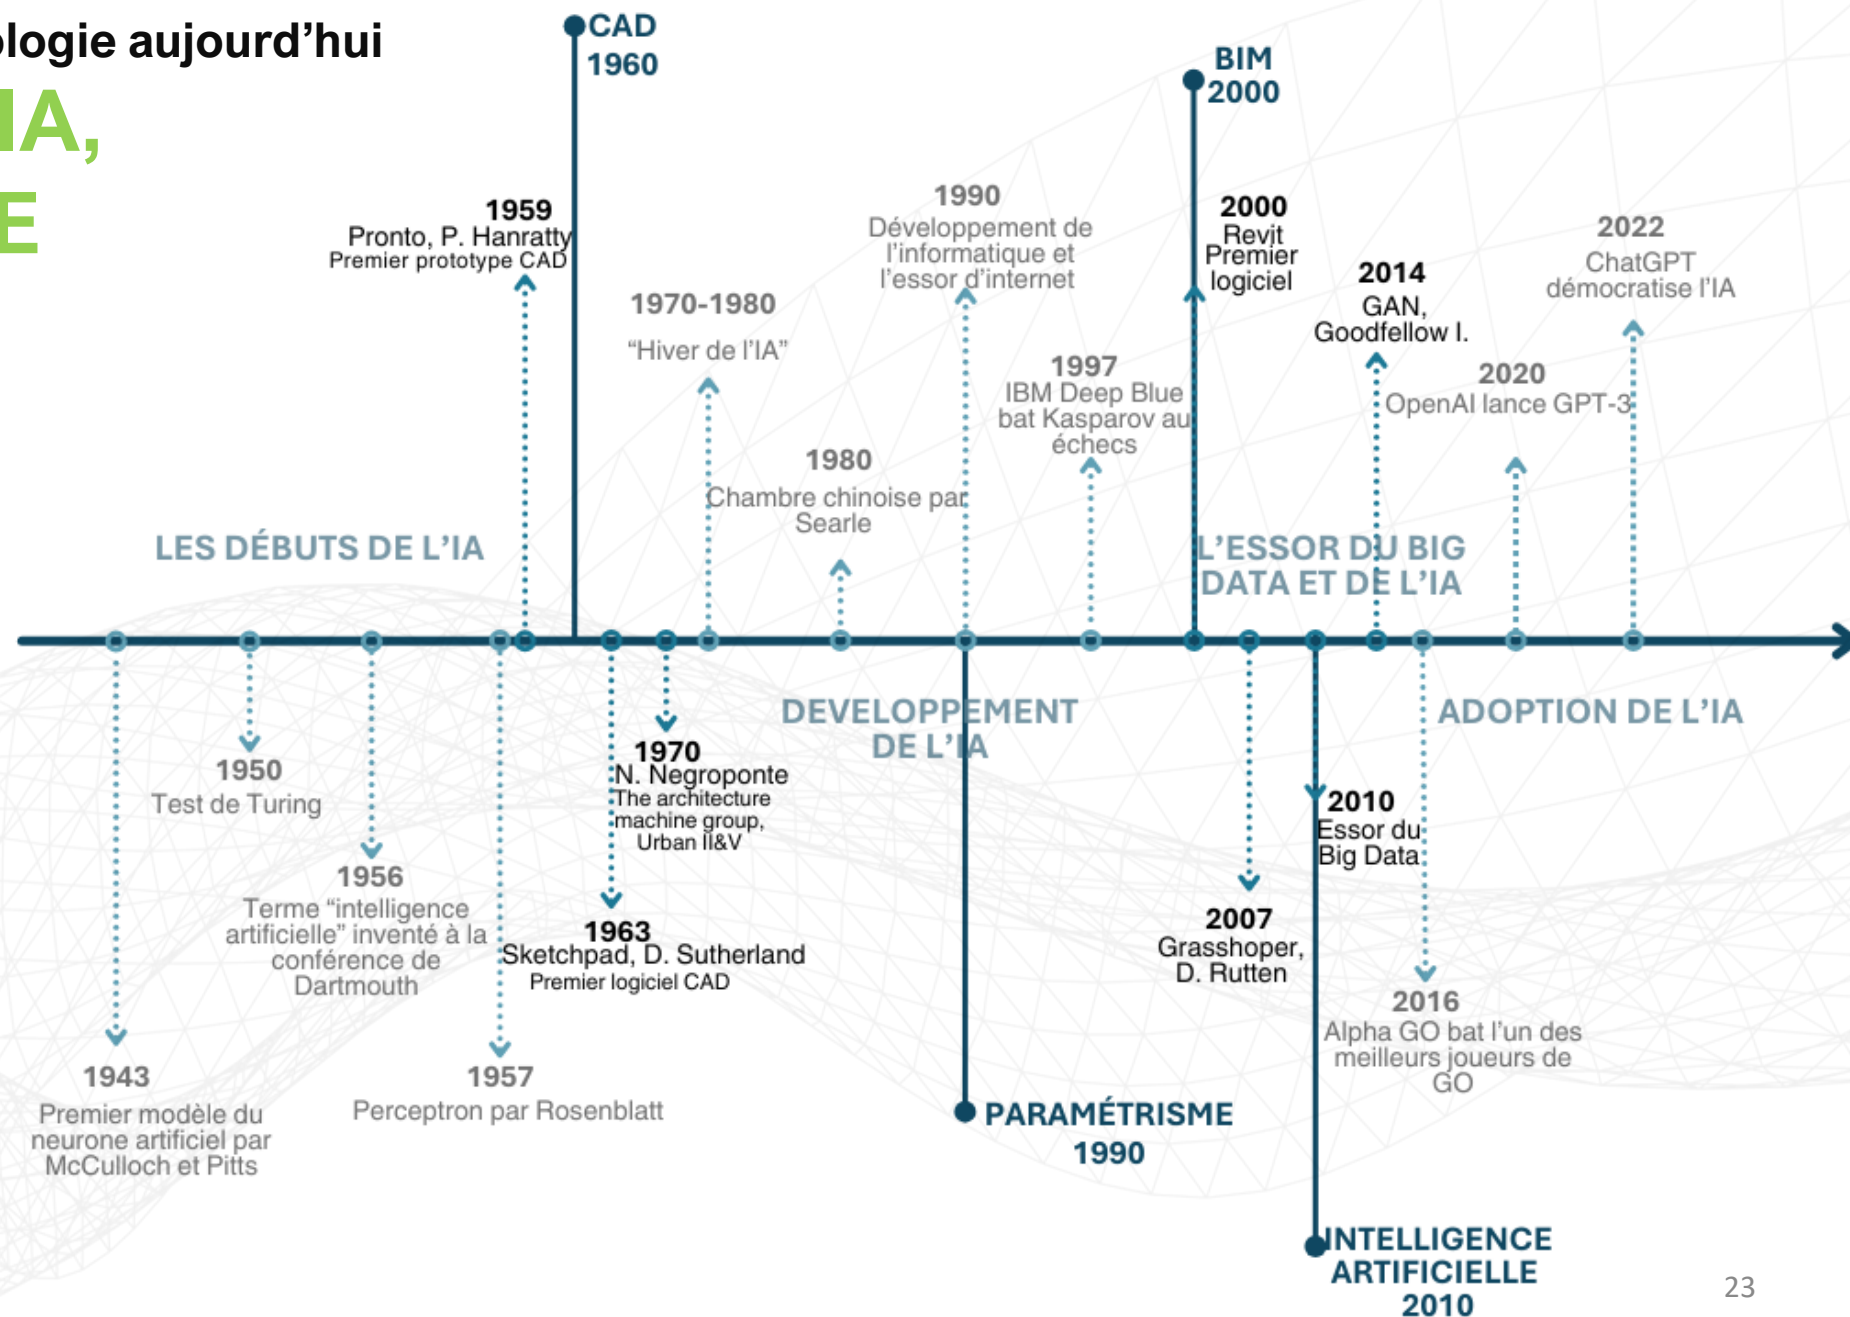 ologie aujourd’hui
IA,
E
CAD
1960
BIM
2000
1959
Pronto, P. Hanratty
Premier prototype CAD
1970-1980
“Hiver de l’IA”
1980
Chambre chinoise par
Searle
1990
Développement de
l’informatique et
l’essor d’internet
1997
IBM Deep Blue
bat Kasparov au
échecs
2000
Revit
Premier
logiciel
2014
GAN,
Goodfellow I.
2020
OpenAI lance GPT-3
2022
ChatGPT
démocratise l’IA
LES DÉBUTS DE L’IA
L’ESSOR DU BIG
DATA ET DE L’IA
DEVELOPPEMENT
DE L’IA
ADOPTION DE L’IA
1943
Premier modèle du
neurone artificiel par
McCulloch et Pitts
1950
Test de Turing
1956
Terme “intelligence
artificielle” inventé à la
conférence de
Dartmouth
1957
Perceptron par Rosenblatt
1963
Sketchpad, D. Sutherland
Premier logiciel CAD
1970
N. Negroponte
The architecture
machine group,
Urban II&V
PARAMÉTRISME
1990
2007
Grasshoper,
D. Rutten
2010
Essor du
Big Data
2016
Alpha GO bat l’un des
meilleurs joueurs de
GO
INTELLIGENCE
ARTIFICIELLE
2010
23